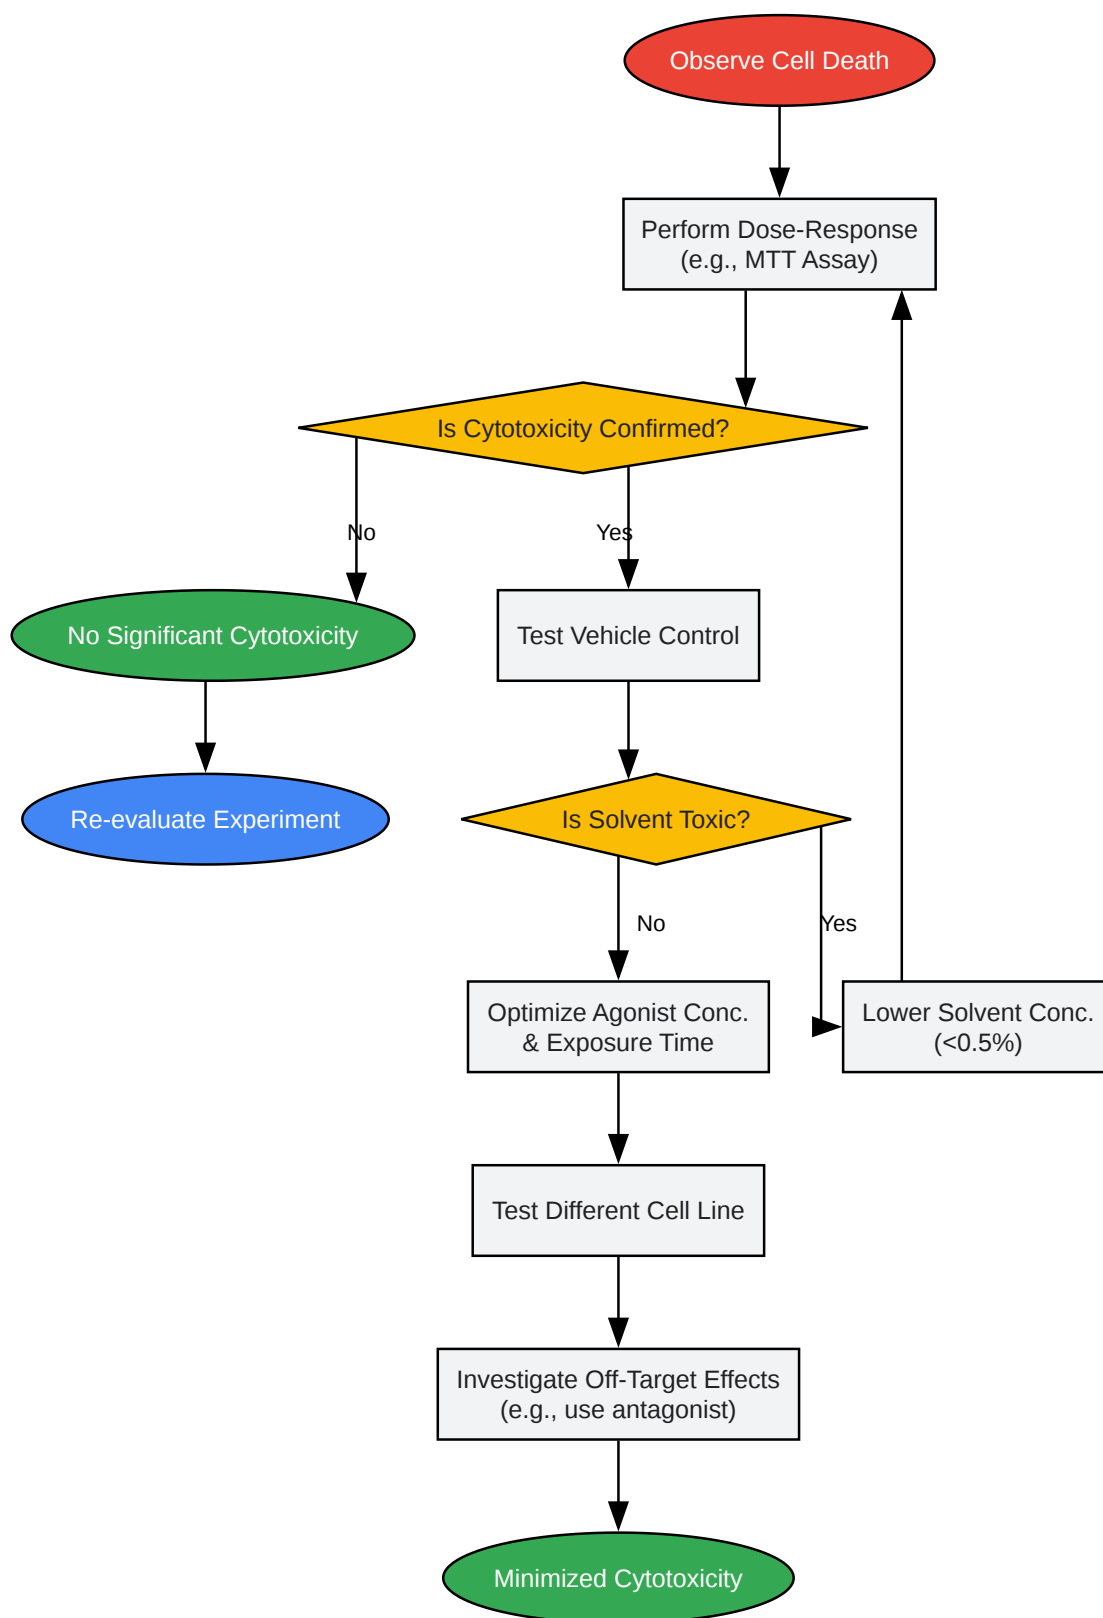 Observe Cell Death
Perform Dose-Response
(e.g., MTT Assay)
Is Cytotoxicity Confirmed?
No
Yes
No Significant Cytotoxicity
Test Vehicle Control
Re-evaluate Experiment
Is Solvent Toxic?
No
Yes
Optimize Agonist Conc.
& Exposure Time
Lower Solvent Conc.
(<0.5%)
Test Different Cell Line
Investigate Off-Target Effects
(e.g., use antagonist)
Minimized Cytotoxicity